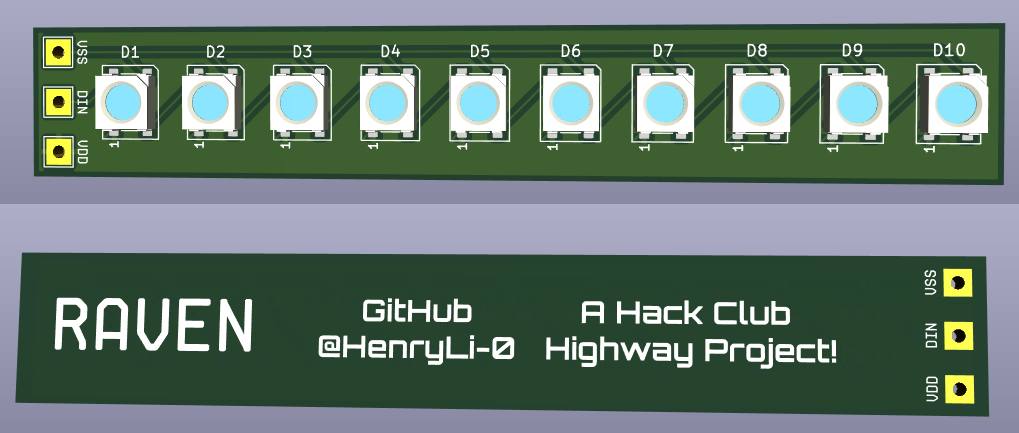 VSS
DIN
VDD
D1 D2 D3 D4 D5 D6 D7 D8 D9 D10
1 1 1 1 1 1 1 1 1 1
RAVEN
GitHub
@HenryLi-0
A Hack Club
Highway Project!
VSS
DIN
VDD